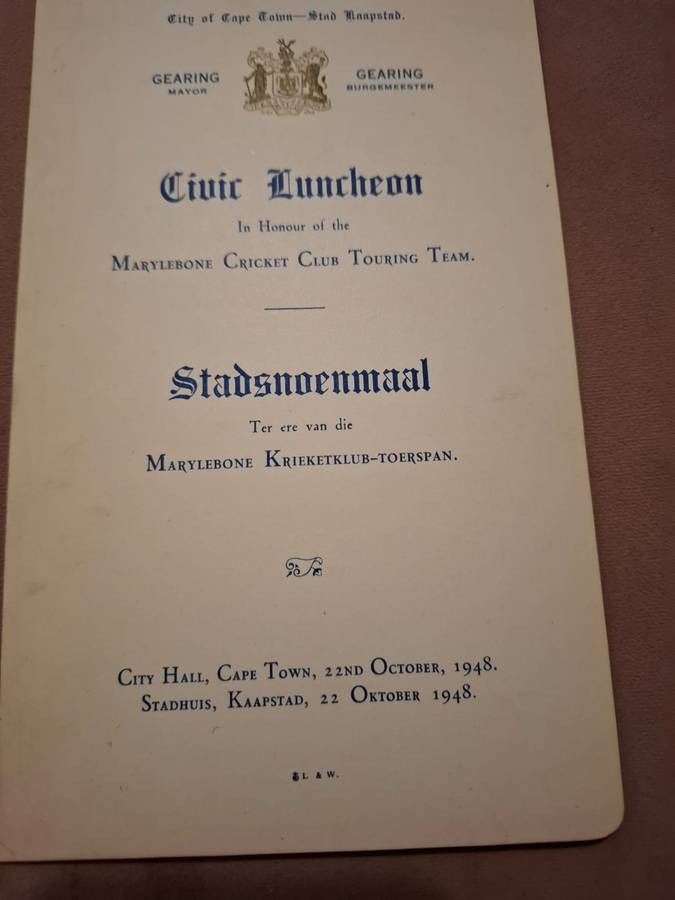 City of Cape Town—Stad Kaapstad.
GEARING
MAYOR
GEARING
BURGEMEESTER
Civic Luncheon
In Honour of the
MARYLEBONE CRICKET CLUB TOURING TEAM.
Stadsnoenmaal
Ter ere van die
MARYLEBONE KRIEKETKLUB-TOERSPAN.
CITY HALL, CAPE TOWN, 22ND OCTOBER, 1948.
STADHUIS, KAAPSTAD, 22 OKTOBER 1948.
L & W.